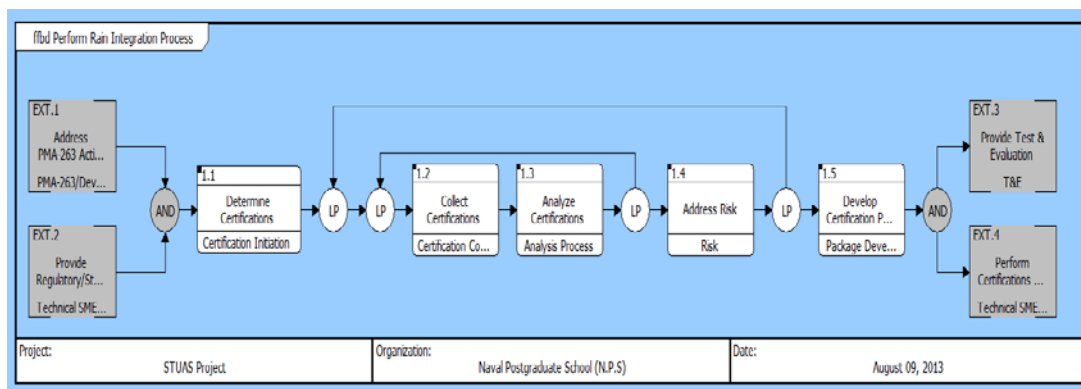 ffbd Perform Rain Integration Process
EXT.1
Address
PMA 263 Acti...
PMA-263/Dev...
EXT.2
Provide
Regulatory/St...
Technical SME...
AND
1.1
Determine
Certifications
Certification Initiation
LP
LP
1.2
Collect
Certifications
Certification Co...
1.3
Analyze
Certifications
Analysis Process
LP
1.4
Address Risk
Risk
LP
1.5
Develop
Certification P...
Package Deve...
AND
EXT.3
Provide Test &
Evaluation
T&E
EXT.4
Perform
Certifications ...
Technical SME...
Project:
STUAS Project
Organization:
Naval Postgraduate School (N.P.S)
Date:
August 09, 2013